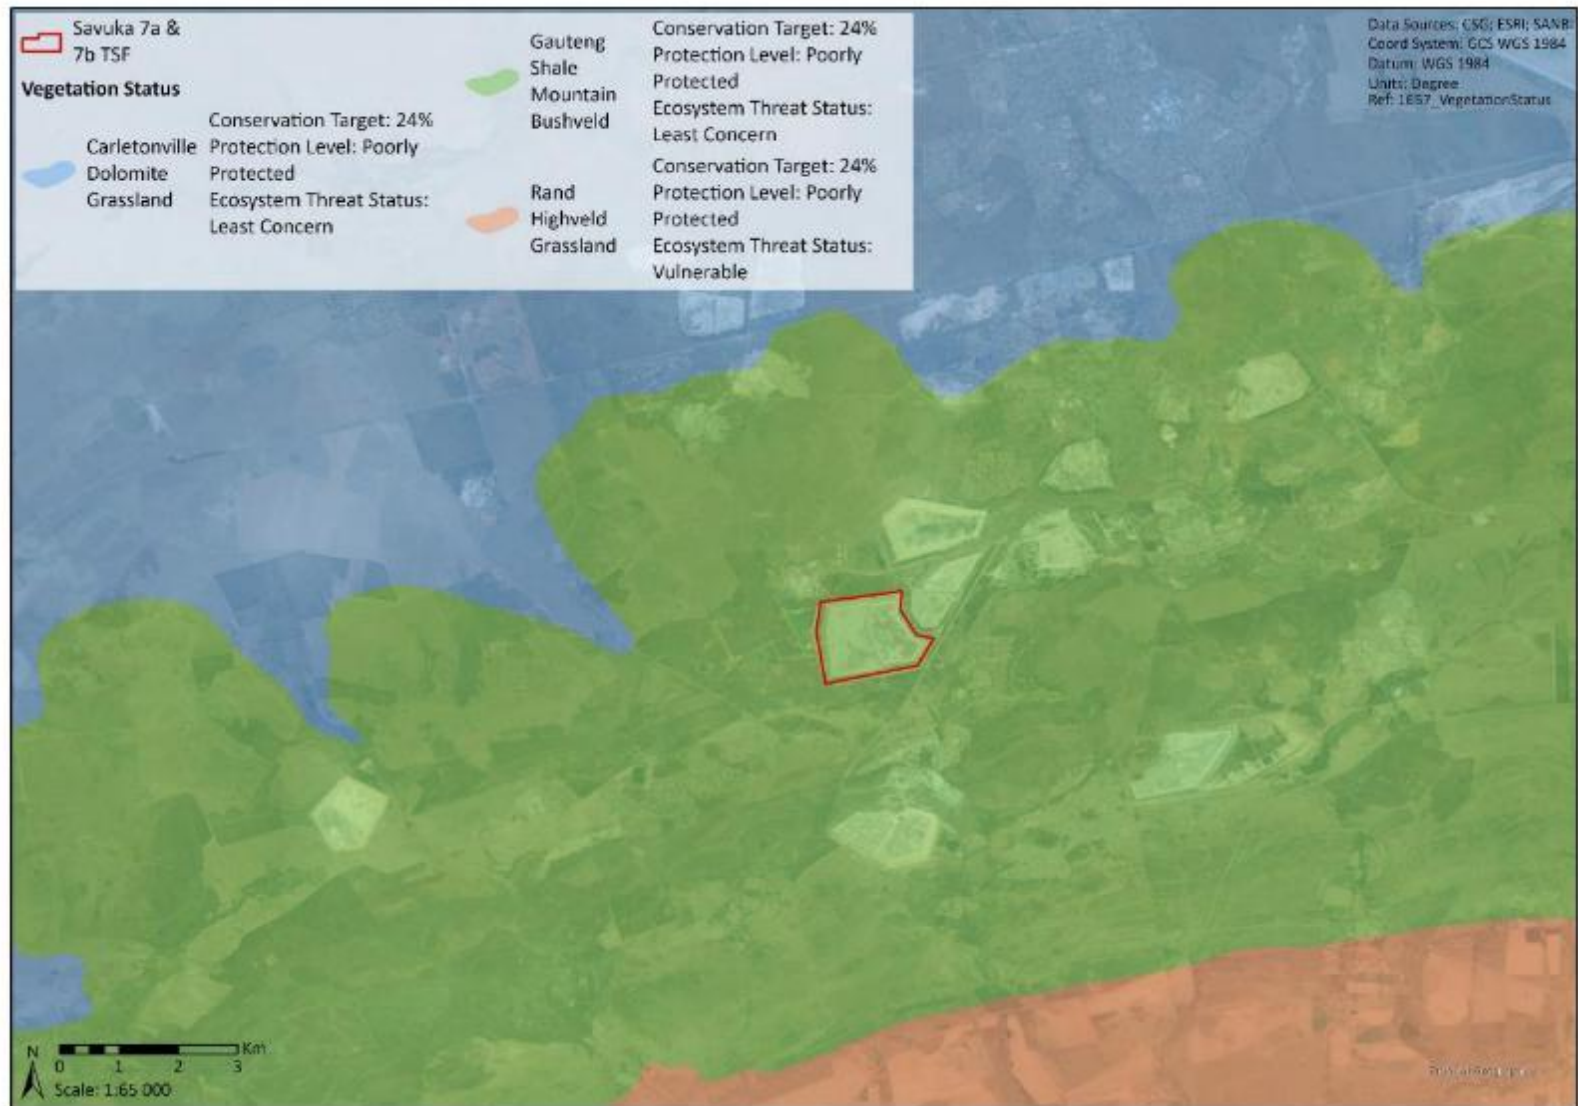 Savuka 7a &
7b TSF
Vegetation Status
Carletonville
Dolomite
Grassland
Conservation Target: 24%
Protection Level: Poorly
Protected
Ecosystem Threat Status:
Least Concern
Gauteng
Shale
Mountain
Bushveld
Conservation Target: 24%
Protection Level: Poorly
Protected
Ecosystem Threat Status:
Least Concern
Rand
Highveld
Grassland
Conservation Target: 24%
Protection Level: Poorly
Protected
Ecosystem Threat Status:
Vulnerable
Data Sources: CSG; ESRI; SANB
Coord System: GCS WGS 1984
Datum: WGS 1984
Units: Degree
Ref: 1657_VegetationStatus
N
Km
0 1 2 3
Scale: 1:65 000